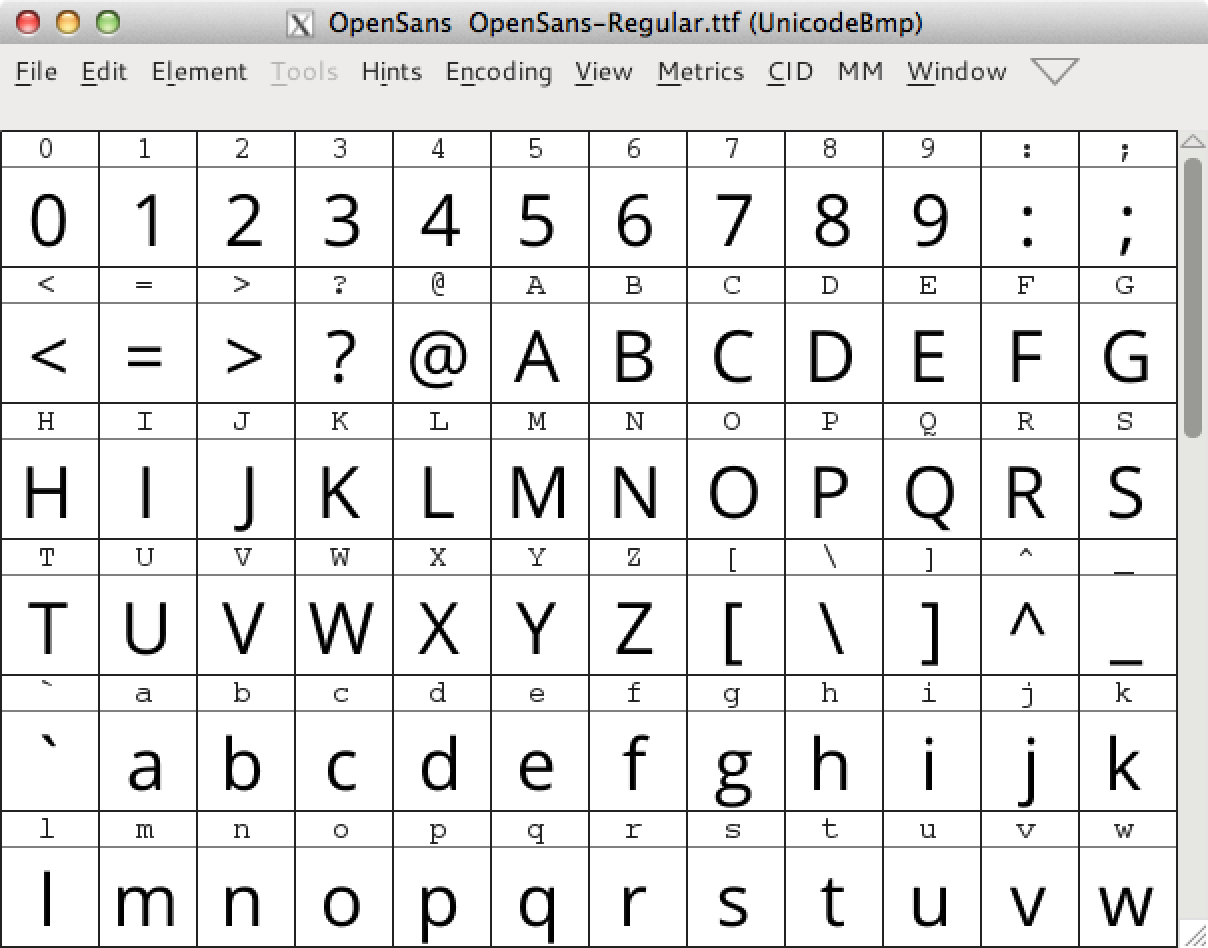 X OpenSans OpenSans-Regular.ttf (UnicodeBmp)
File Edit Element Tools Hints Encoding View Metrics CID MM Window
0 1 2 3 4 5 6 7 8 9 : ;
0 1 2 3 4 5 6 7 8 9 : ;
< = > ? @ A B C D E F G
< = > ? @ A B C D E F G
H I J K L M N O P Q R S
H I J K L M N O P Q R S
T U V W X Y Z [ \ ] ^ _
T U V W X Y Z [ \ ] ^ _
` a b c d e f g h i j k
` a b c d e f g h i j k
l m n o p q r s t u v w
l m n o p q r s t u v w